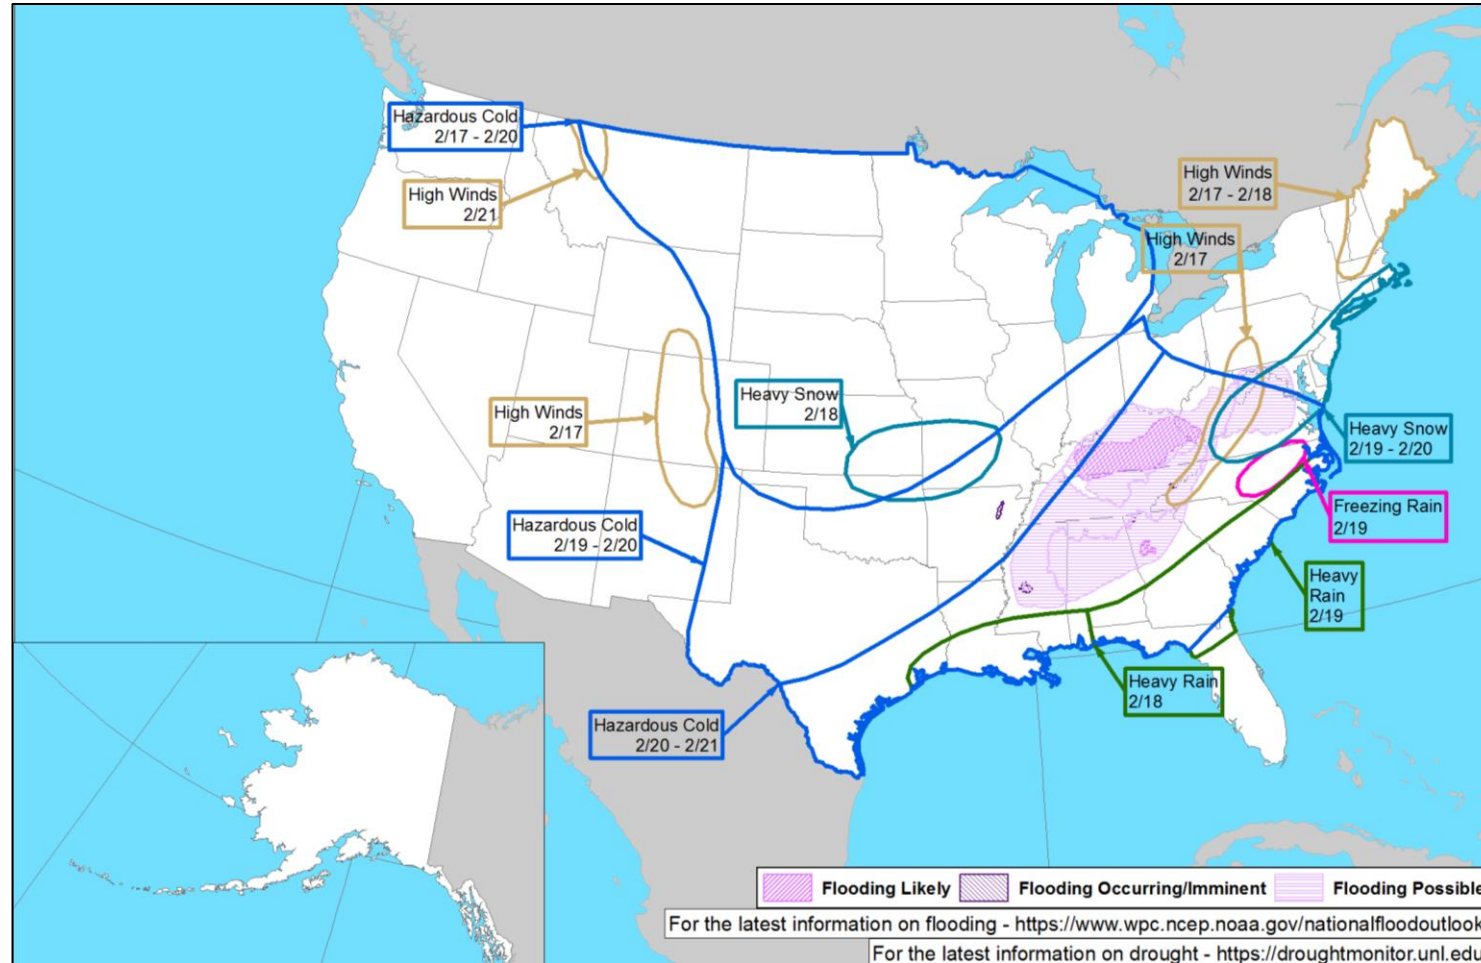 Hazardous Cold
2/17 - 2/20
High Winds
2/21
High Winds
2/17 - 2/18
High Winds
2/17
High Winds
2/17
Heavy Snow
2/18
Heavy Snow
2/19 - 2/20
Freezing Rain
2/19
Hazardous Cold
2/19 - 2/20
Heavy
Rain
2/19
Heavy Rain
2/18
Hazardous Cold
2/20 - 2/21
Flooding Likely
Flooding Occurring/Imminent
Flooding Possible
For the latest information on flooding - https://www.wpc.ncep.noaa.gov/nationalfloodoutlook
For the latest information on drought - https://droughtmonitor.unl.edu